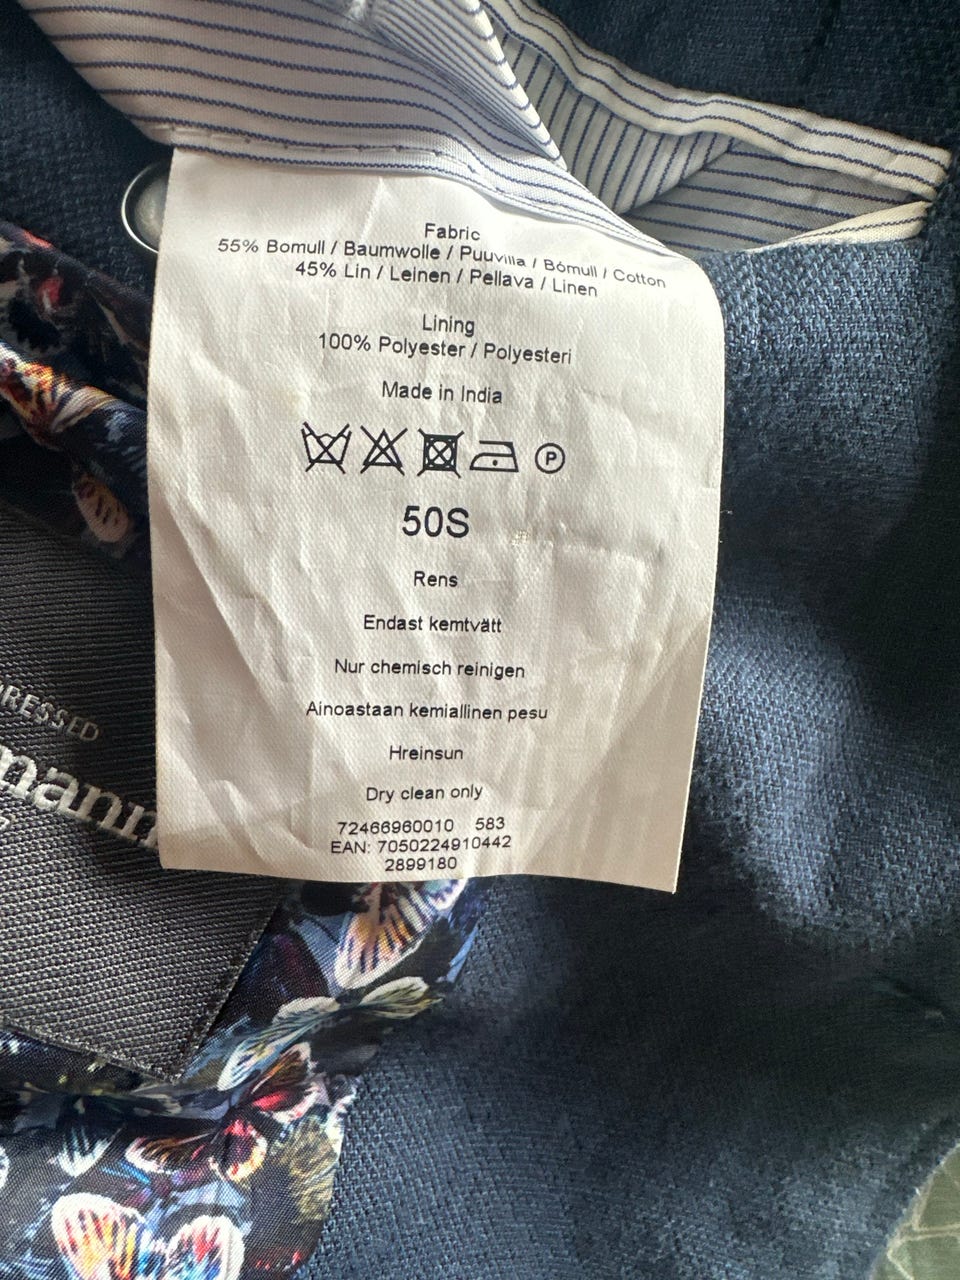 Fabric
55% Bomull / Baumwolle / Puuvilla / Bómull / Cotton
45% Lin / Leinen / Pellava / Linen
Lining
100% Polyester / Polyesteri
Made in India
P
50S
Rens
Endast kemtvätt
Nur chemisch reinigen
Ainoastaan kemiallinen pesu
Hreinsun
Dry clean only
72466960010 583
EAN: 7050224910442
2899180
RESSED
mann